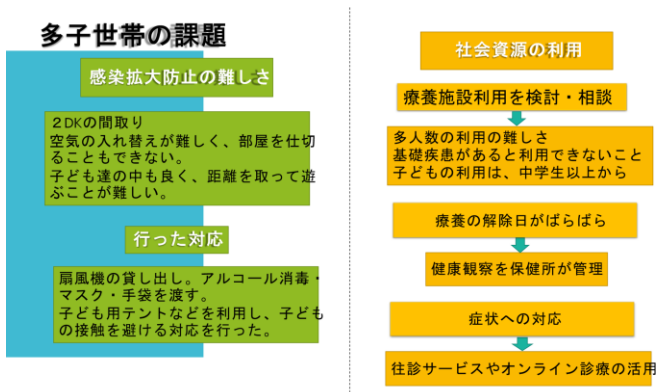 多子世帯の課題
感染拡大防止の難しさ
２DKの間取り
空気の入れ替えが難しく、部屋を仕切
ることもできない。
子ども達の中も良く、距離を取って遊
ぶことが難しい。
行った対応
扇風機の貸し出し。アルコール消毒・
マスク・手袋を渡す。
子ども用テントなどを利用し、子ども
の接触を避ける対応を行った。
社会資源の利用
療養施設利用を検討・相談
多人数の利用の難しさ
基礎疾患があると利用できないこと
子どもの利用は、中学生以上から
療養の解除日がばらばら
健康観察を保健所が管理
症状への対応
往診サービスやオンライン診療の活用